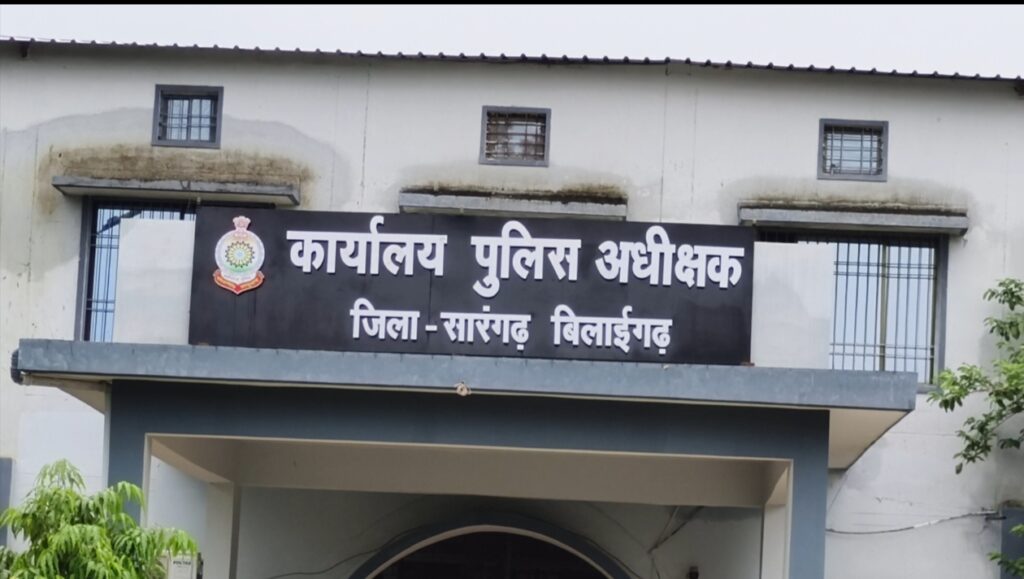 कार्यालय पुलिस अधीक्षक
जिला - सारंगढ़ बिलाईगढ़